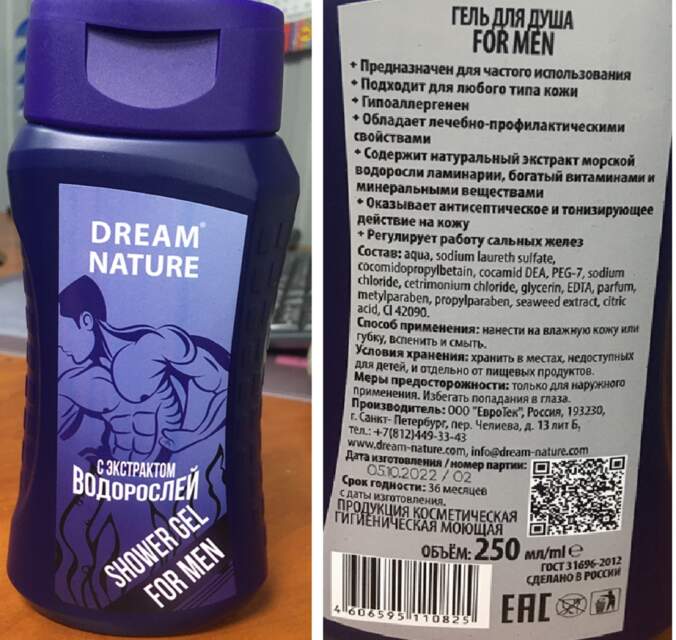 DREAM®
NATURE
С ЭКСТРАКТОМ
ВОДОРОСЛЕЙ
SHOWER GEL
FOR MEN
ГЕЛЬ ДЛЯ ДУША
FOR MEN
+ Предназначен для частого использования
+ Подходит для любого типа кожи
+ Гипоаллергенен
+ Обладает лечебно-профилактическими
свойствами
+ Содержит натуральный экстракт морской
водоросли ламинарии, богатый витаминами и
минеральными веществами
+ Оказывает антисептическое и тонизирующее
действие на кожу
+ Регулирует работу сальных желез
Состав: aqua, sodium laureth sulfate,
cocomidopropylbetain, cocamid DEA, PEG-7, sodium
chloride, cetrimonium chloride, glycerin, EDTA, parfum,
metylparaben, propylparaben, seaweed extract, citric
acid, CI 42090.
Способ применения: нанести на влажную кожу или
губку, вспенить и смыть.
Условия хранения: хранить в местах, недоступных
для детей, и отдельно от пищевых продуктов.
Меры предосторожности: только для наружного
применения. Избегать попадания в глаза.
Производитель: ООО "ЕвроТек", Россия, 193230,
г. Санкт- Петербург, пер. Челиева, д. 13 лит Б,
тел.: +7(812)449-33-43
www.dream-nature.com, info@dream-nature.com
Дата изготовления / номер партии:
05.10.2022 / 02
Срок годности: 36 месяцев
с даты изготовления.
ПРОДУКЦИЯ КОСМЕТИЧЕСКАЯ
ГИГИЕНИЧЕСКАЯ МОЮЩАЯ
ОБЪЁМ: 250 мл/ml e
ГОСТ 31696-2012
СДЕЛАНО В РОССИИ
4 606595 110825
EAC